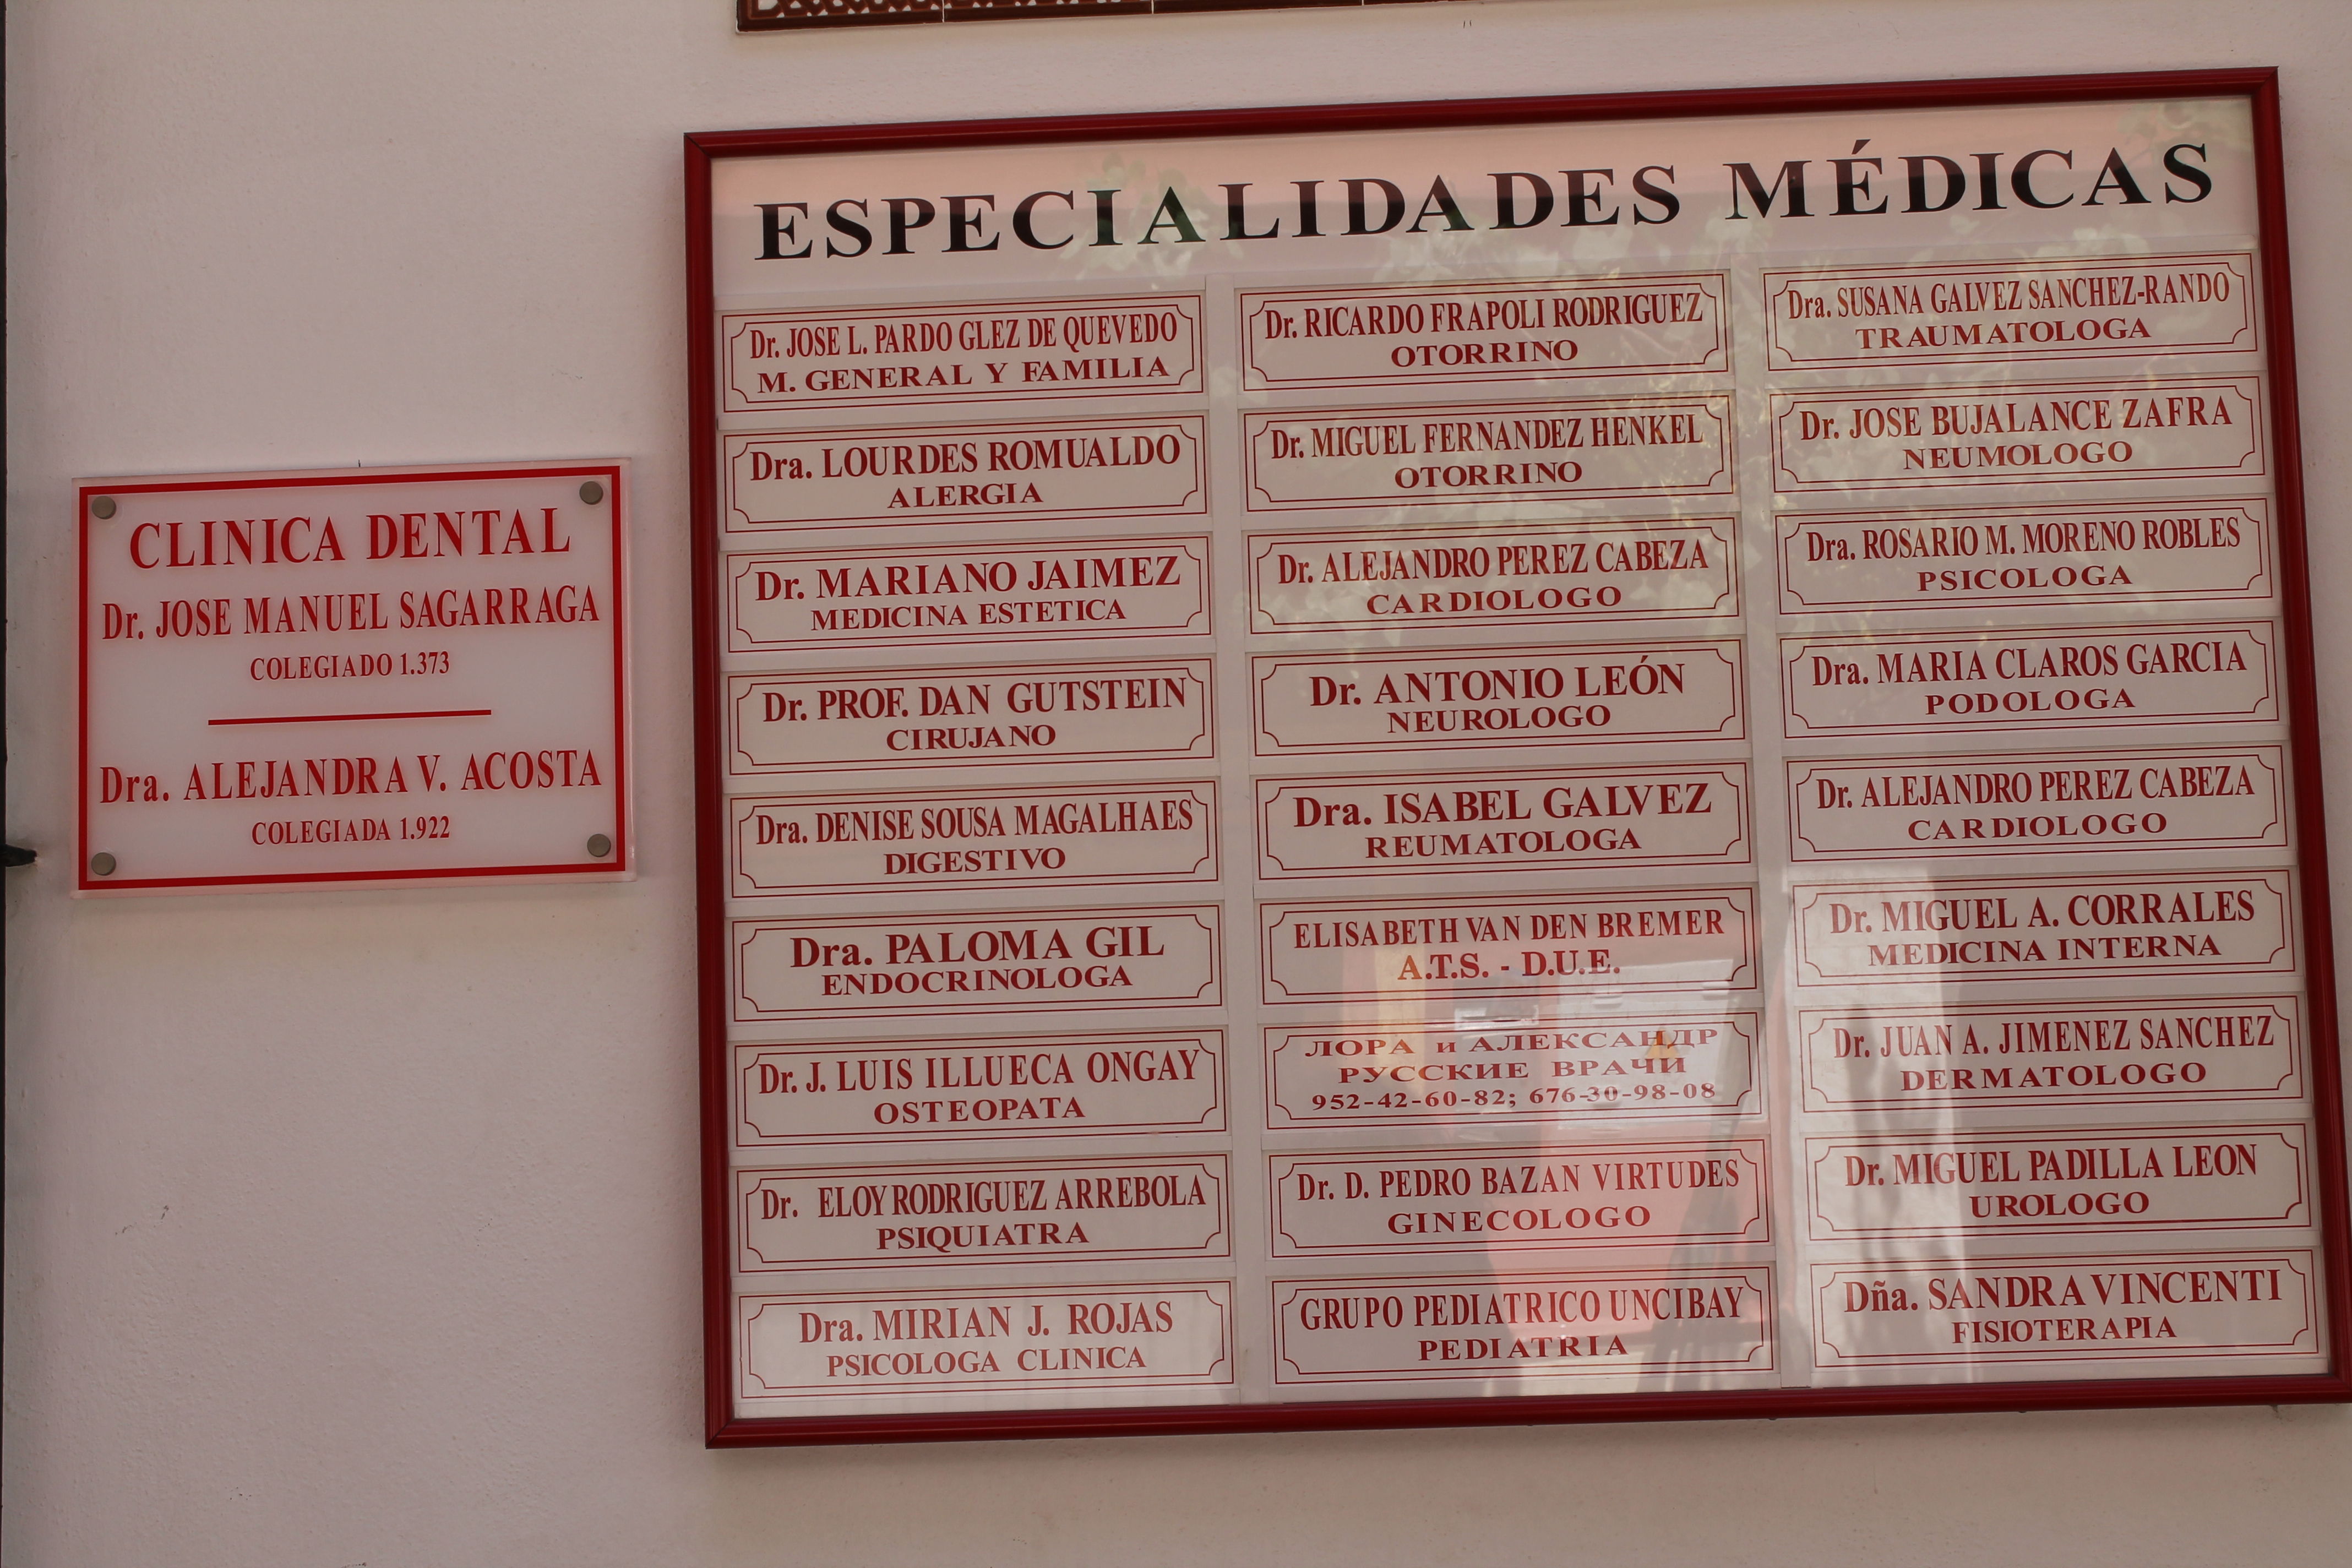 CLINICA DENTAL
Dr. JOSE MANUEL SAGARRAGA
COLEGIADO 1.373
Dra. ALEJANDRA V. ACOSTA
COLEGIADA 1.922
ESPECIALIDADES MÉDICAS
Dr. JOSE L. PARDO GLEZ DE QUEVEDO
M. GENERAL Y FAMILIA
Dra. LOURDES ROMUALDO
ALERGIA
Dr. MARIANO JAIMEZ
MEDICINA ESTETICA
Dr. PROF. DAN GUTSTEIN
CIRUJANO
Dra. DENISE SOUSA MAGALHAES
DIGESTIVO
Dra. PALOMA GIL
ENDOCRINOLOGA
Dr. J. LUIS ILLUECA ONGAY
OSTEOPATA
Dr. ELOY RODRIGUEZ ARREBOLA
PSIQUIATRA
Dra. MIRIAN J. ROJAS
PSICOLOGA CLINICA
Dr. RICARDO FRAPOLI RODRIGUEZ
OTORRINO
Dr. MIGUEL FERNANDEZ HENKEL
OTORRINO
Dr. ALEJANDRO PEREZ CABEZA
CARDIOLOGO
Dr. ANTONIO LEÓN
NEUROLOGO
Dra. ISABEL GALVEZ
REUMATOLOGA
ELISABETH VAN DEN BREMER
A.T.S. - D.U.E.
ЛОРА и АЛЕКСАНДР
РУССКИЕ ВРАЧИ
952-42-60-82; 676-30-98-08
Dr. D. PEDRO BAZAN VIRTUDES
GINECOLOGO
GRUPO PEDIATRICO UNCIBAY
PEDIATRIA
Dra. SUSANA GALVEZ SANCHEZ-RANDO
TRAUMATOLOGA
Dr. JOSE BUJALANCE ZAFRA
NEUMOLOGO
Dra. ROSARIO M. MORENO ROBLES
PSICOLOGA
Dra. MARIA CLAROS GARCIA
PODOLOGA
Dr. ALEJANDRO PEREZ CABEZA
CARDIOLOGO
Dr. MIGUEL A. CORRALES
MEDICINA INTERNA
Dr. JUAN A. JIMENEZ SANCHEZ
DERMATOLOGO
Dr. MIGUEL PADILLA LEON
UROLOGO
Dña. SANDRA VINCENTI
FISIOTERAPIA